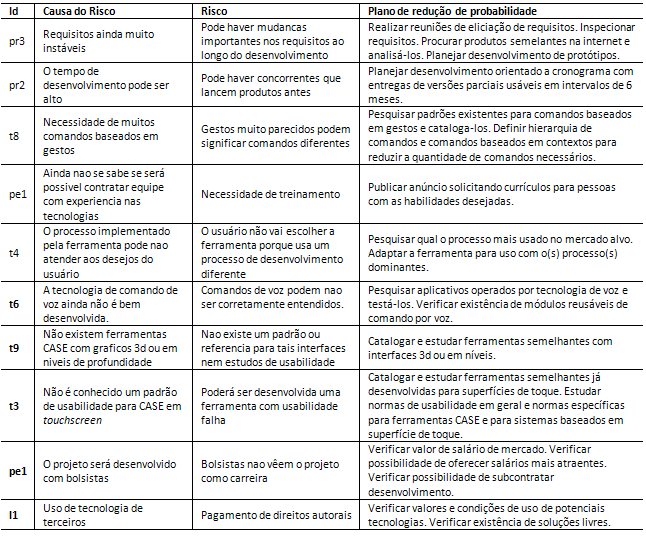 Id Causa do Risco Risco Plano de redução de probabilidade
pr3 Requisitos ainda muito instáveis Pode haver mudanças importantes nos requisitos ao longo do desenvolvimento Realizar reuniões de eliciação de requisitos. Inspecionar requisitos. Procurar produtos semelantes na internet e analisá-los. Planejar desenvolvimento de protótipos.
pr2 O tempo de desenvolvimento pode ser alto Pode haver concorrentes que lancem produtos antes Planejar desenvolvimento orientado a cronograma com entregas de versões parciais usáveis em intervalos de 6 meses.
t8 Necessidade de muitos comandos baseados em gestos Gestos muito parecidos podem significar comandos diferentes Pesquisar padrões existentes para comandos baseados em gestos e cataloga-los. Definir hierarquia de comandos e comandos baseados em contextos para reduzir a quantidade de comandos necessários.
pe1 Ainda nao se sabe se será possivel contratar equipe com experiencia nas tecnologias Necessidade de treinamento Publicar anúncio solicitando currículos para pessoas com as habilidades desejadas.
t4 O processo implementado pela ferramenta pode nao atender aos desejos do usuário O usuário não vai escolher a ferramenta porque usa um processo de desenvolvimento diferente Pesquisar qual o processo mais usado no mercado alvo. Adaptar a ferramenta para uso com o(s) processo(s) dominantes.
t6 A tecnologia de comando de voz ainda não é bem desenvolvida. Comandos de voz podem nao ser corretamente entendidos. Pesquisar aplicativos operados por tecnologia de voz e testá-los. Verificar existência de módulos reusáveis de comando por voz.
t9 Não existem ferramentas CASE com graficos 3d ou em niveis de profundidade Nao existe um padrão ou referencia para tais interfaces nem estudos de usabilidade Catalogar e estudar ferramentas semelhantes com interfaces 3d ou em níveis.
t3 Não é conhecido um padrão de usabilidade para CASE em touchscreen Poderá ser desenvolvida uma ferramenta com usabilidade falha Catalogar e estudar ferramentas semelhantes já desenvolvidas para superfícies de toque. Estudar normas de usabilidade em geral e normas específicas para ferramentas CASE e para sistemas baseados em superfície de toque.
pe1 O projeto será desenvolvido com bolsistas Bolsistas nao vêem o projeto como carreira Verificar valor de salário de mercado. Verificar possibilidade de oferecer salários mais atraentes. Verificar possibilidade de subcontratar desenvolvimento.
l1 Uso de tecnologia de terceiros Pagamento de direitos autorais Verificar valores e condições de uso de potenciais tecnologias. Verificar existência de soluções livres.